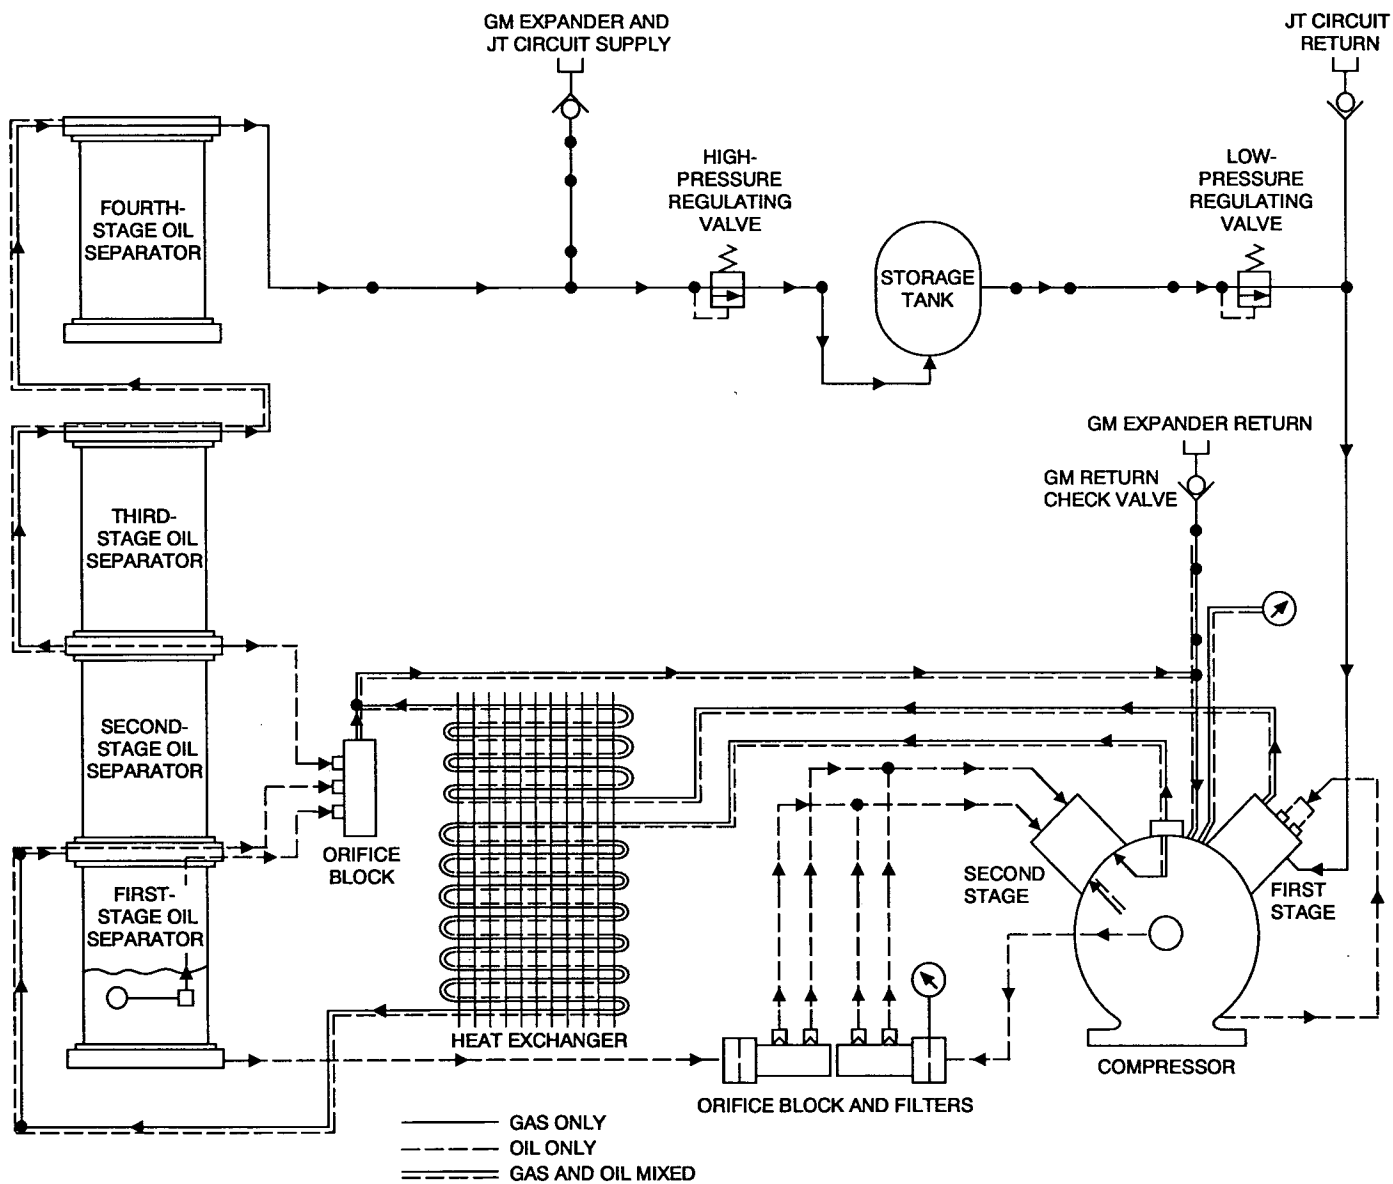 GM EXPANDER AND
JT CIRCUIT SUPPLY
JT CIRCUIT
RETURN
HIGH-
PRESSURE
REGULATING
VALVE
LOW-
PRESSURE
REGULATING
VALVE
FOURTH-
STAGE OIL
SEPARATOR
STORAGE
TANK
GM EXPANDER RETURN
GM RETURN
CHECK VALVE
THIRD-
STAGE OIL
SEPARATOR
SECOND-
STAGE OIL
SEPARATOR
ORIFICE
BLOCK
FIRST-
STAGE OIL
SEPARATOR
SECOND
STAGE
FIRST
STAGE
HEAT EXCHANGER
COMPRESSOR
ORIFICE BLOCK AND FILTERS
GAS ONLY
OIL ONLY
GAS AND OIL MIXED